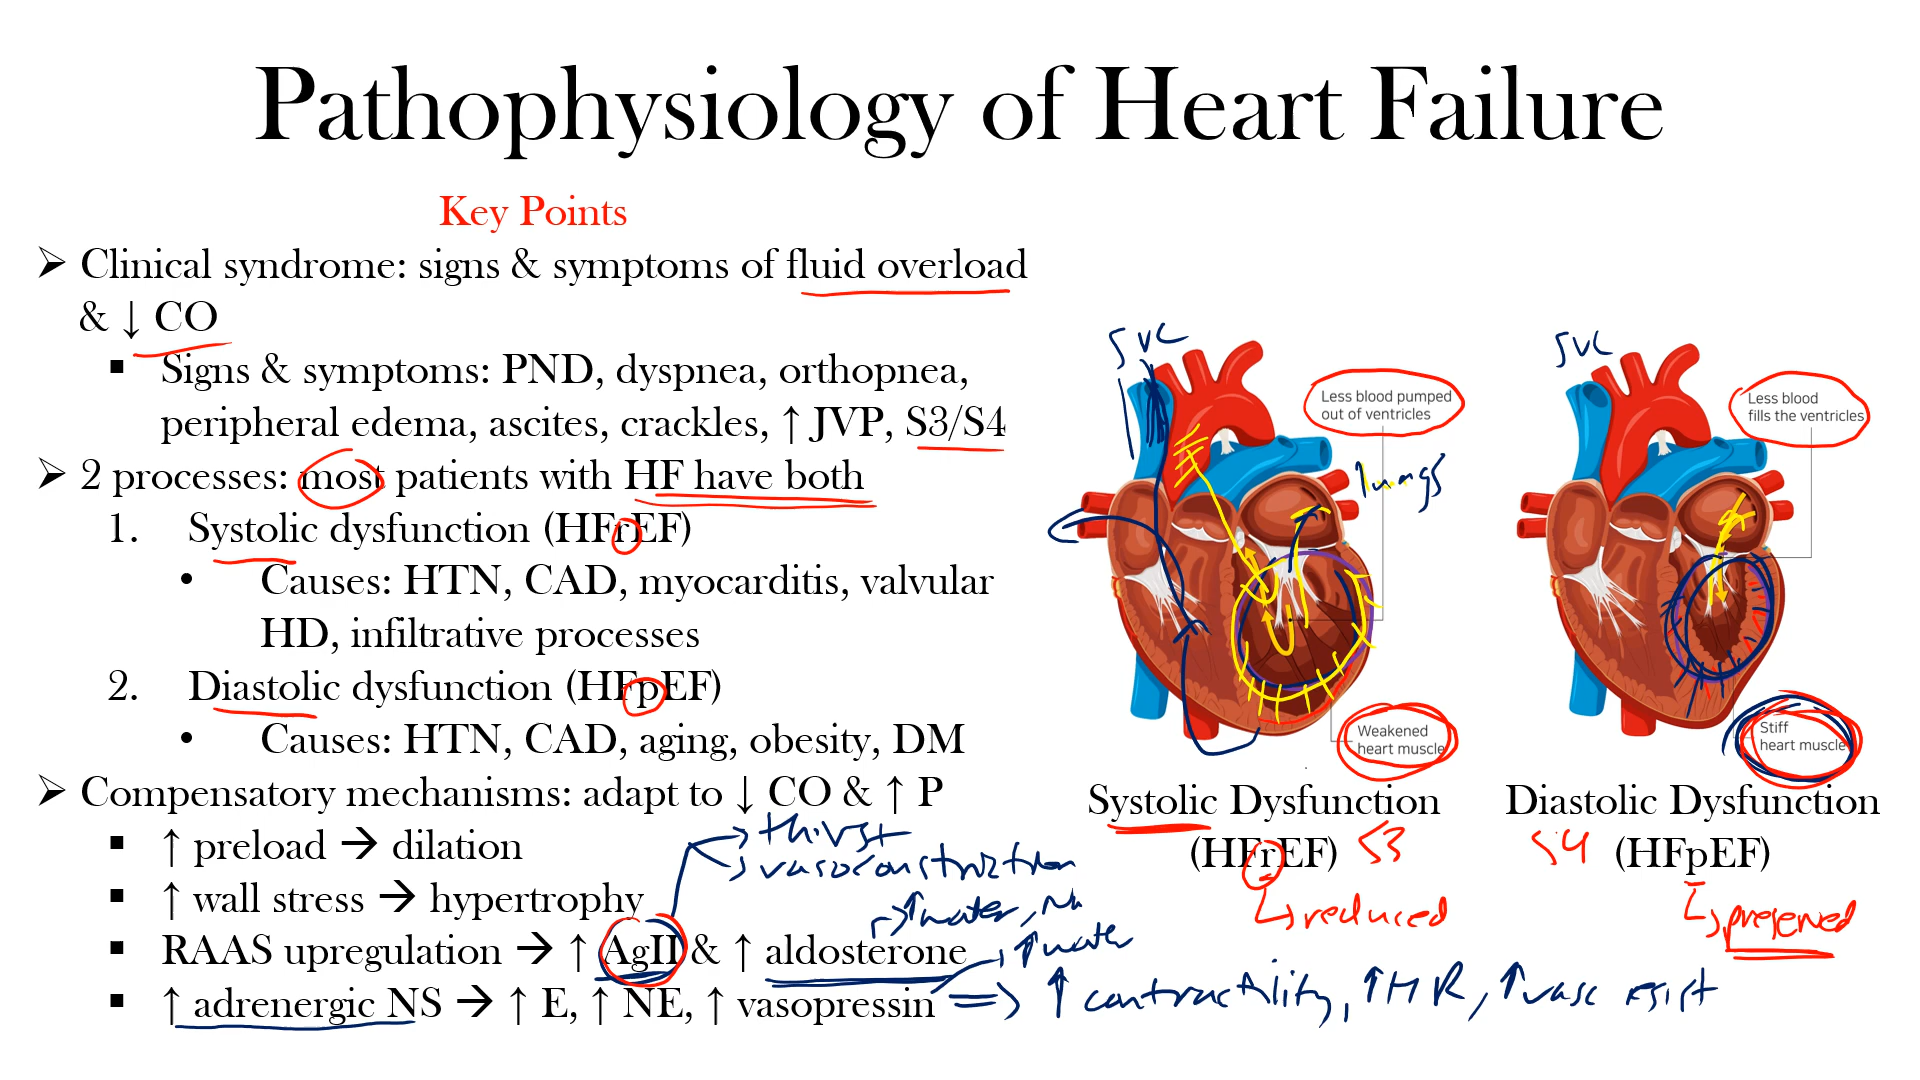 Pathophysiology of Heart Failure
Key Points
➤ Clinical syndrome: signs & symptoms of fluid overload
& ↓ CO
▪ Signs & symptoms: PND, dyspnea, orthopnea,
peripheral edema, ascites, crackles, ↑ JVP, S3/S4
➤ 2 processes: most patients with HF have both
1. Systolic dysfunction (HFrEF)
• Causes: HTN, CAD, myocarditis, valvular
HD, infiltrative processes
2. Diastolic dysfunction (HFpEF)
• Causes: HTN, CAD, aging, obesity, DM
➤ Compensatory mechanisms: adapt to ↓ CO & ↑ P
▪ ↑ preload → dilation
▪ ↑ wall stress → hypertrophy
▪ RAAS upregulation → ↑ AgII & ↑ aldosterone
▪ ↑ adrenergic NS → ↑ E, ↑ NE, ↑ vasopressin
→ thirst
→ vasoconstriction
→ ↑ water, Na
↑ water
⇒ ↑ contractility, ↑ HR, ↑ vasc resist
SVC
Less blood pumped
out of ventricles
lungs
Weakened
heart muscle
Systolic Dysfunction
(HFrEF) S3
↳ reduced
SVC
Less blood
fills the ventricles
Stiff
heart muscle
Diastolic Dysfunction
S4 (HFpEF)
↳ preserved